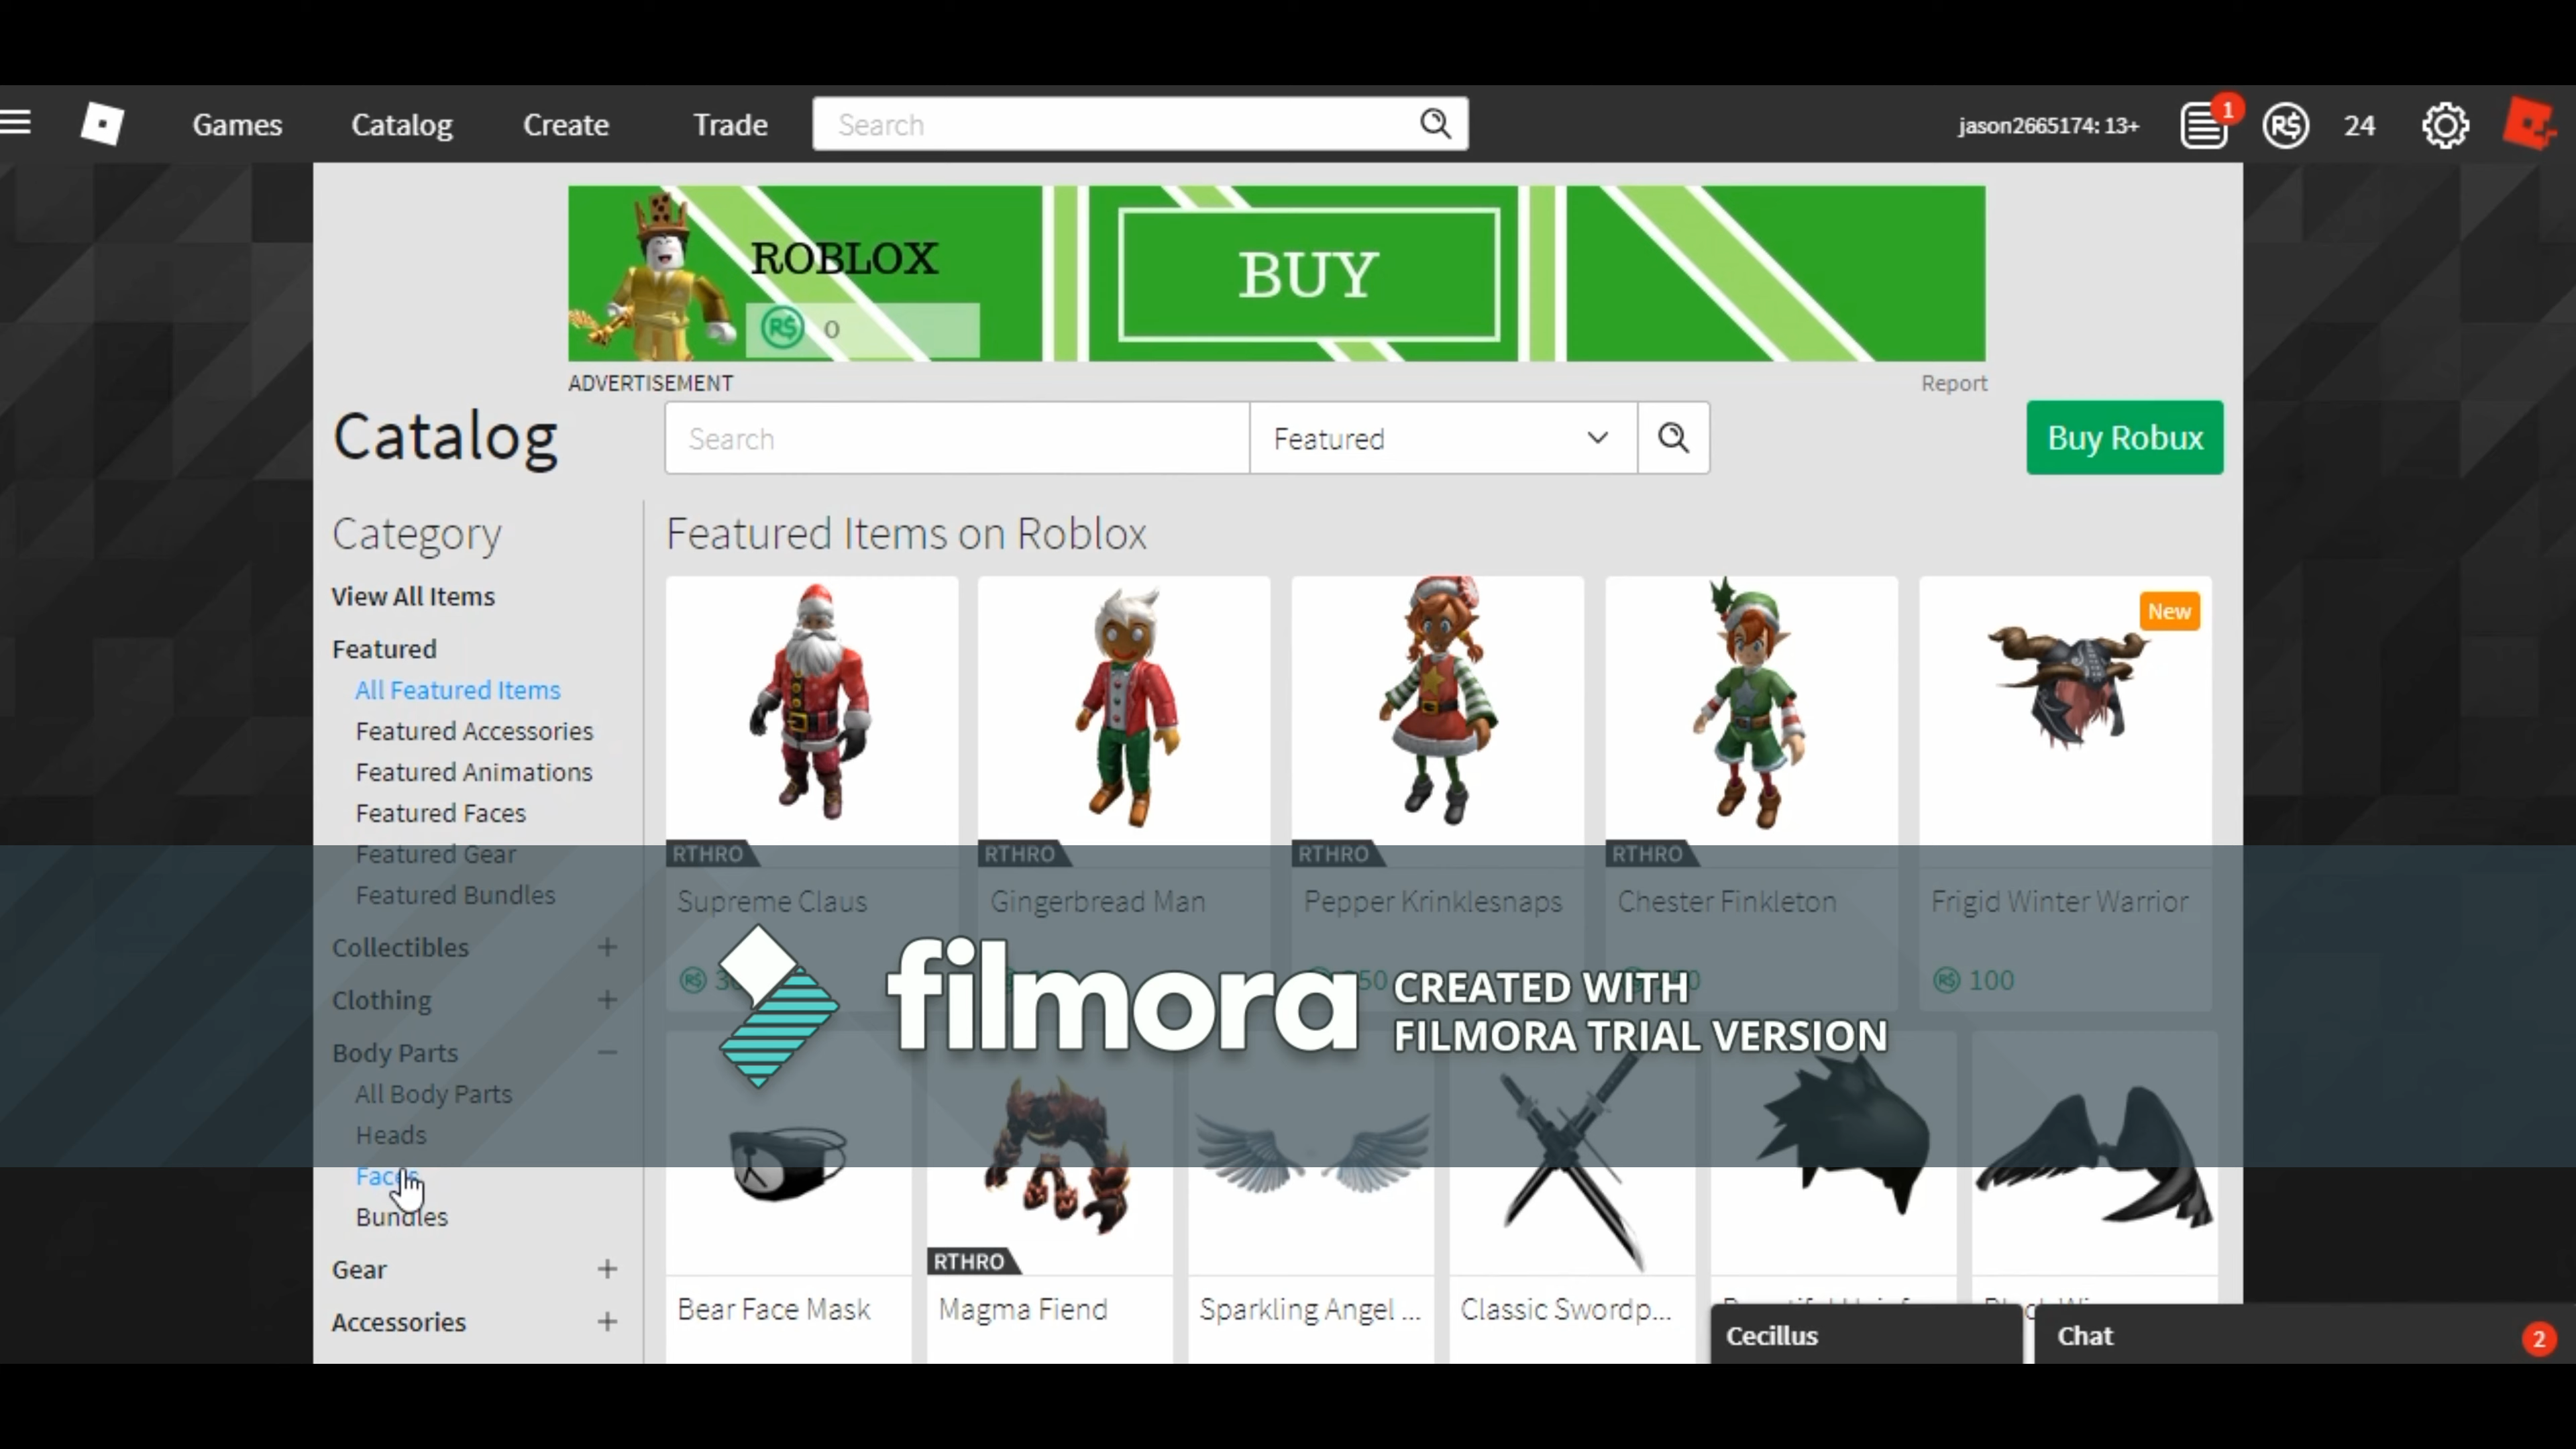 Games
Catalog
Create
Trade
Search
jason2665174: 13+
1
R$
24
ROBLOX
R$ 0
BUY
ADVERTISEMENT
Report
Catalog
Search
Featured
Buy Robux
Category
View All Items
Featured
All Featured Items
Featured Accessories
Featured Animations
Featured Faces
Featured Gear
Featured Bundles
Collectibles +
Clothing +
Body Parts −
All Body Parts
Heads
Faces
Bundles
Gear +
Accessories +
Featured Items on Roblox
New
RTHRO
RTHRO
RTHRO
RTHRO
Supreme Claus
Gingerbread Man
Pepper Krinklesnaps
Chester Finkleton
Frigid Winter Warrior
R$ 100
filmora
CREATED WITH
FILMORA TRIAL VERSION
RTHRO
Bear Face Mask
Magma Fiend
Sparkling Angel ...
Classic Swordp...
Cecillus
Chat
2